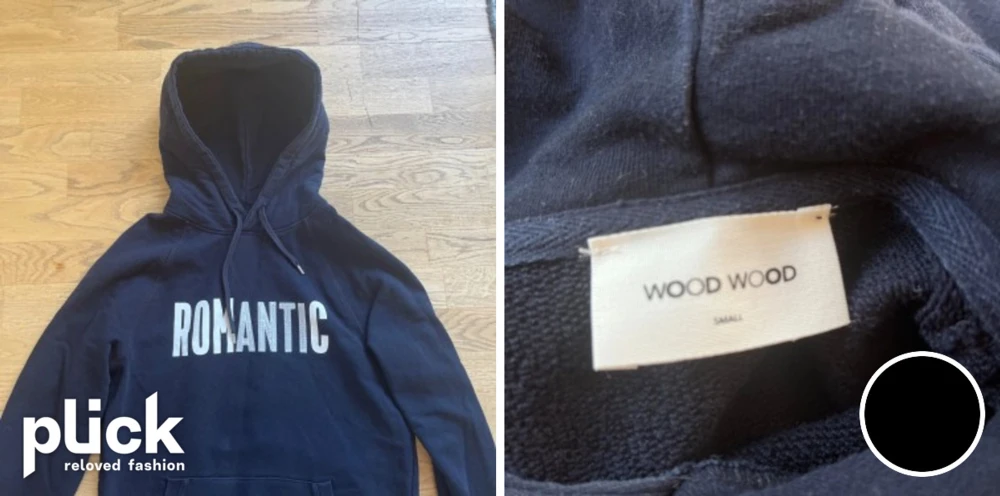 ROMANTIC
plick
reloved fashion
WOOD WOOD
SMALL